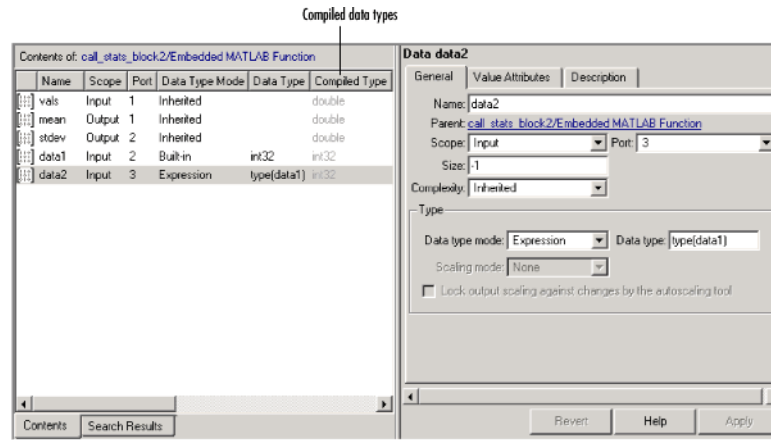 Compiled data types
Contents of: call_stats_block2/Embedded MATLAB Function
Name Scope Port Data Type Mode Data Type Compiled Type
vals Input 1 Inherited double
mean Output 1 Inherited double
stdev Output 2 Inherited double
data1 Input 2 Built-in int32 int32
data2 Input 3 Expression type(data1) int32
Contents Search Results
Data data2
General Value Attributes Description
Name: data2
Parent: call_stats_block2/Embedded MATLAB Function
Scope: Input Port: 3
Size: -1
Complexity: Inherited
Type
Data type mode: Expression Data type: type(data1)
Scaling mode: None
Lock output scaling against changes by the autoscaling tool
Revert Help Apply